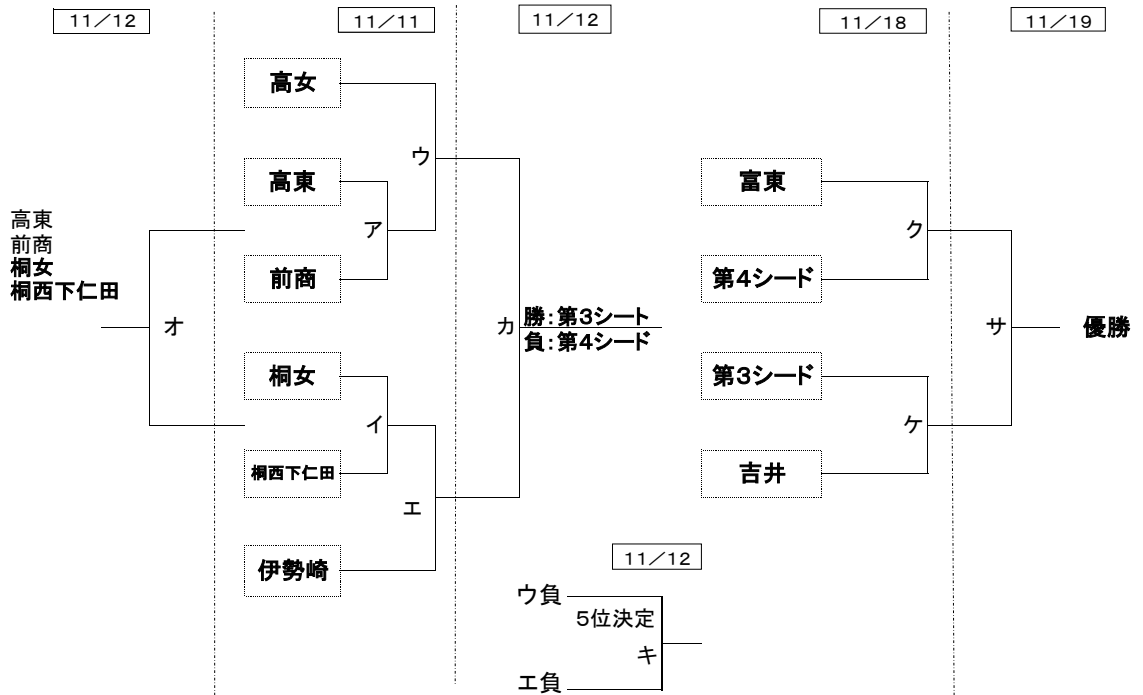 11/12
11/11
11/12
11/18
11/19
高女
ウ
高東
富東
高東
前商
桐女
桐西下仁田
ア
ク
前商
第4シード
オ
カ
勝:第3シート
負:第4シード
サ
優勝
桐女
第3シード
イ
ケ
桐西下仁田
吉井
エ
伊勢崎
11/12
ウ負
5位決定
キ
エ負